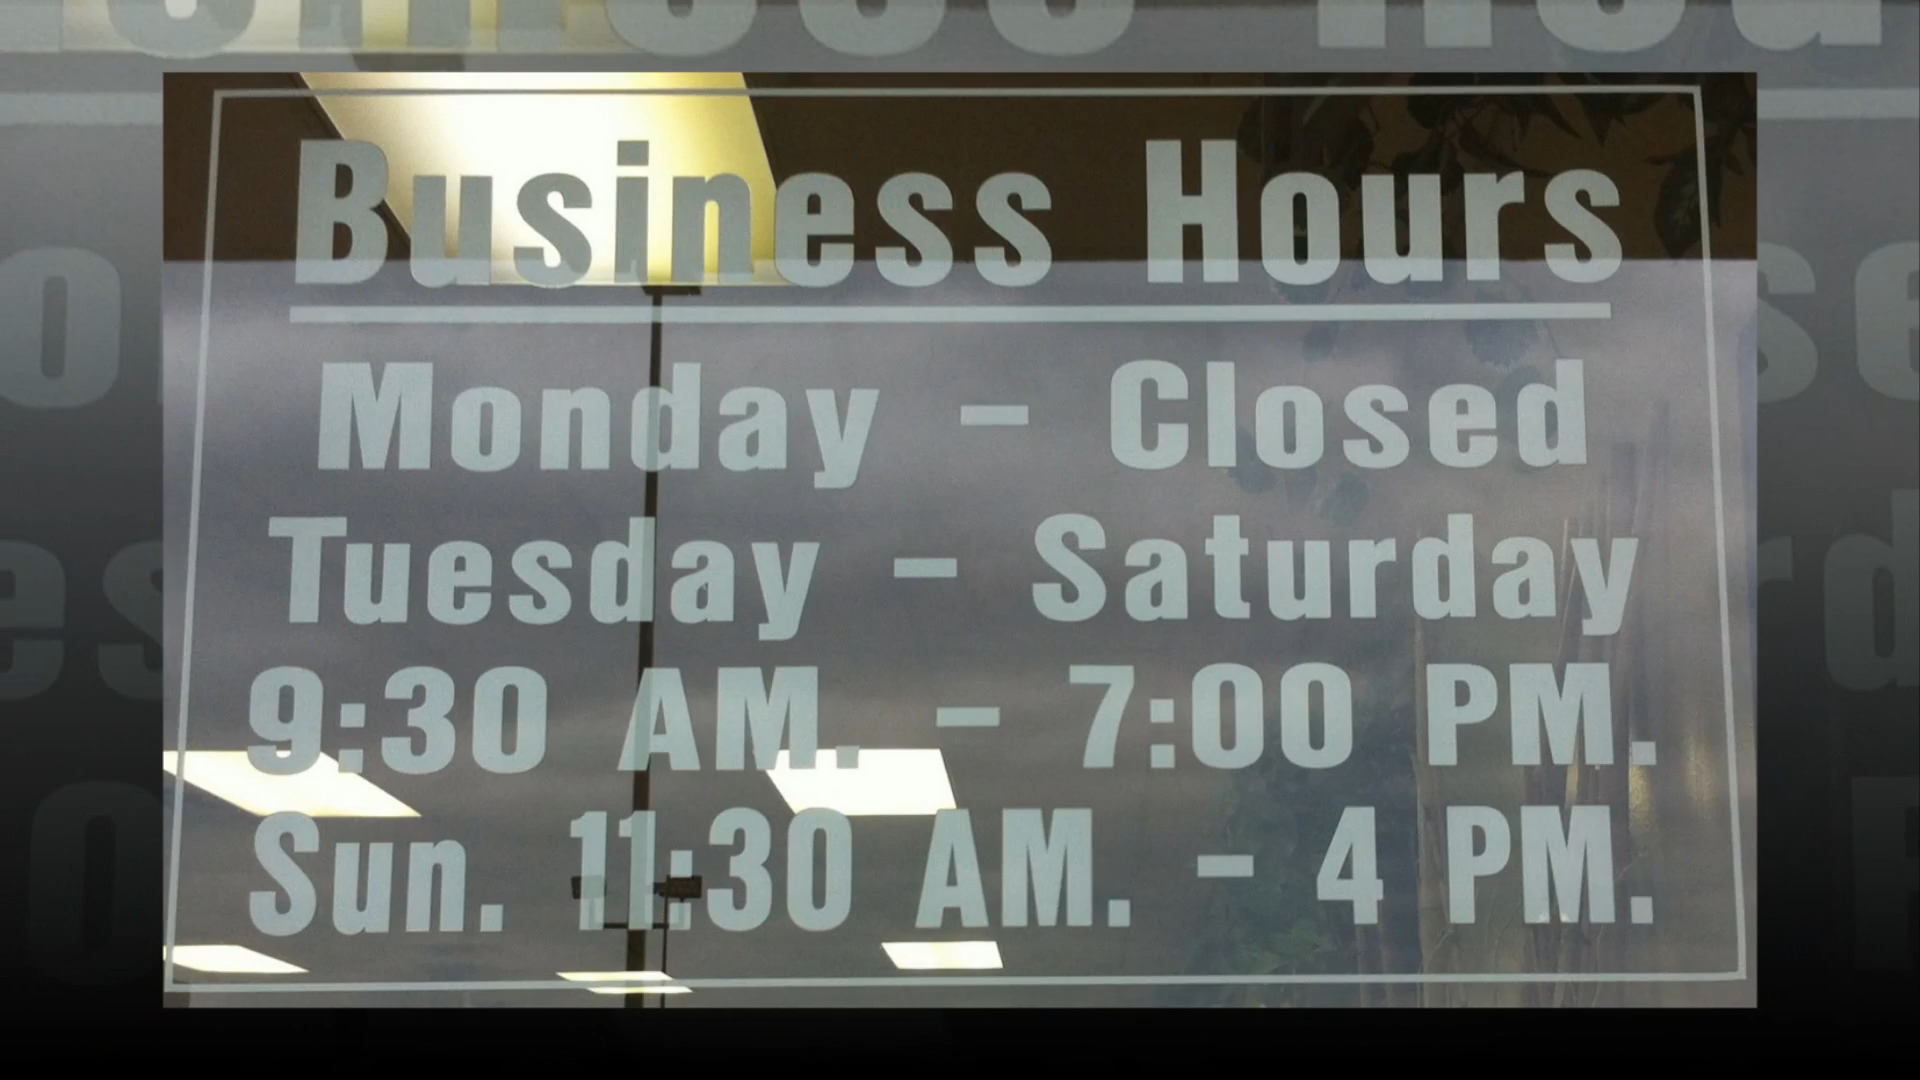 Business Hours
Monday - Closed
Tuesday - Saturday
9:30 AM. - 7:00 PM.
Sun. 11:30 AM. - 4 PM.